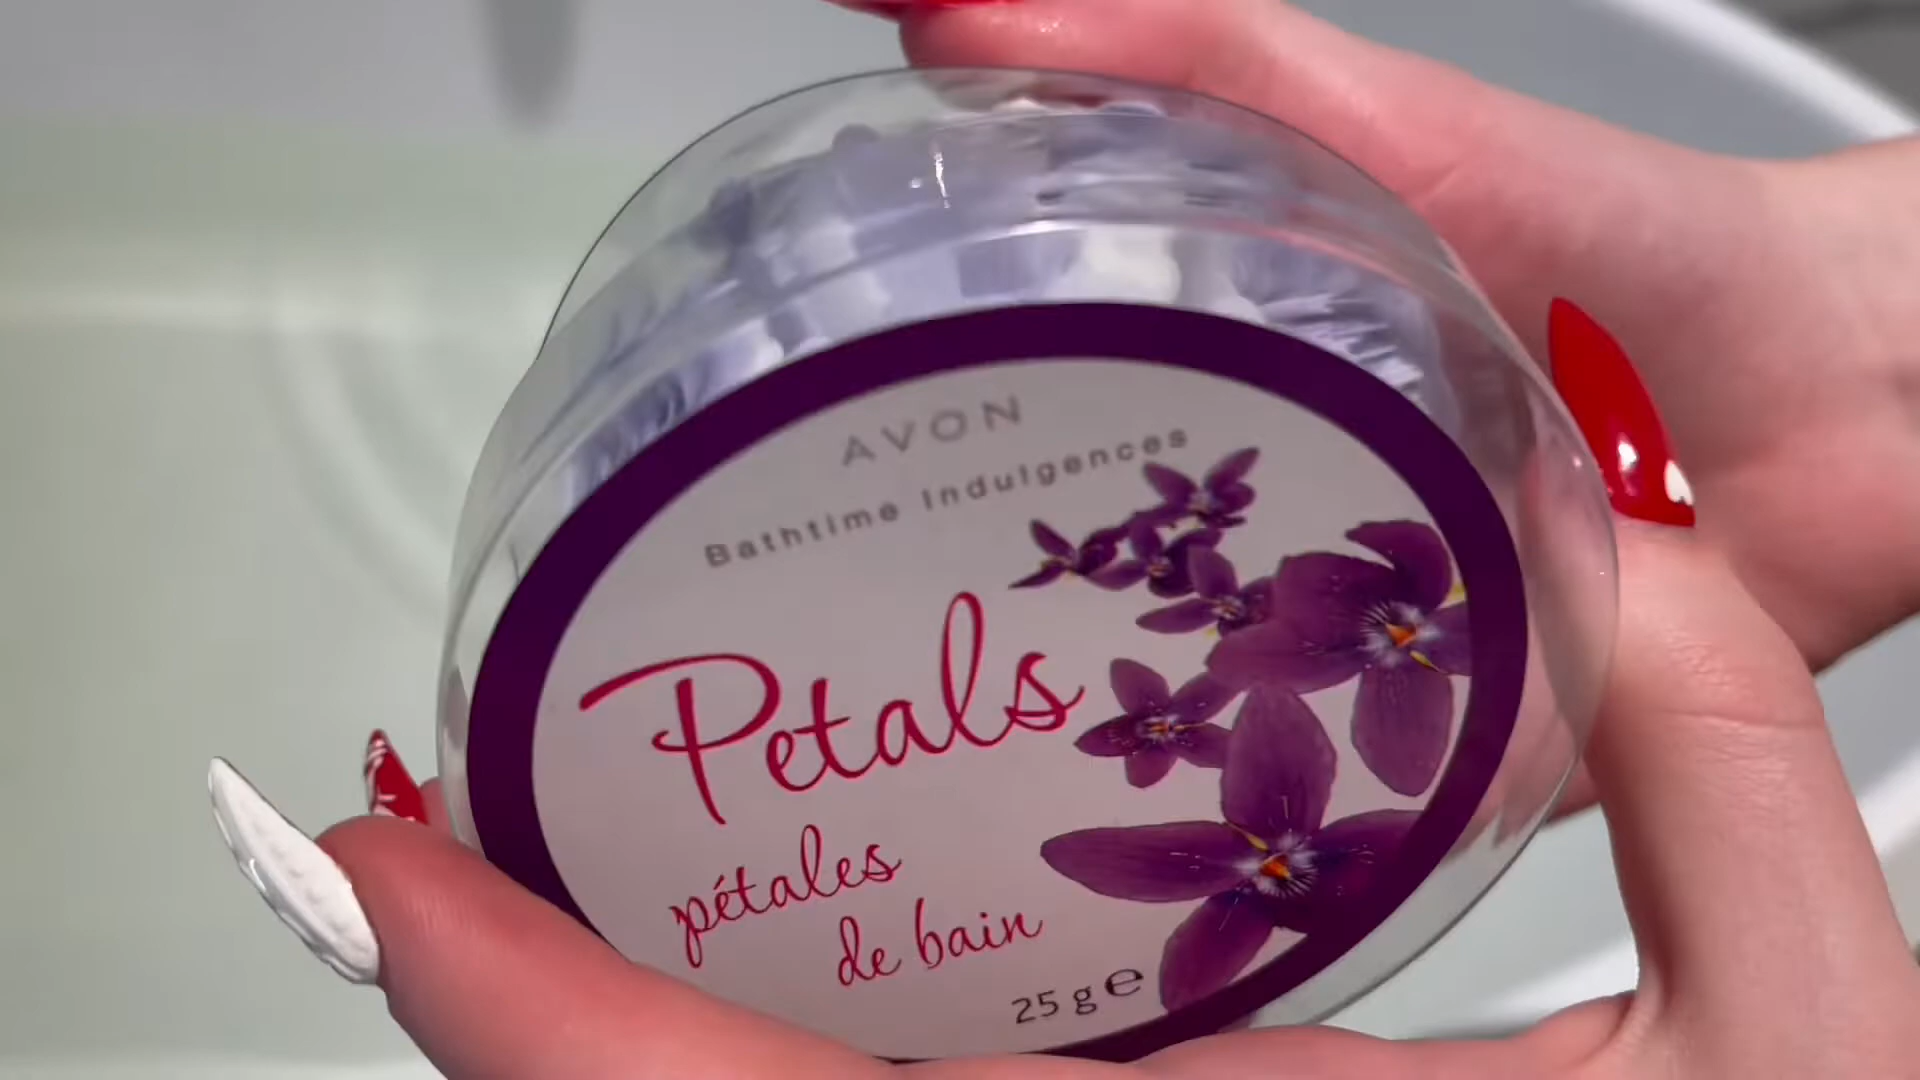 AVON
Bathtime Indulgences
Petals
pétales
de bain
25 g ℮